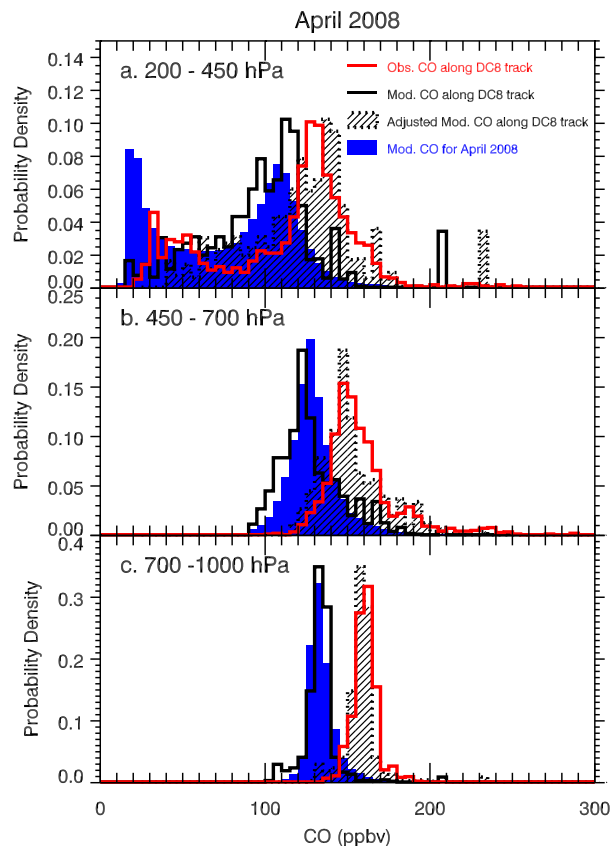 April 2008
a. 200 - 450 hPa
Obs. CO along DC8 track
Mod. CO along DC8 track
Adjusted Mod. CO along DC8 track
Mod. CO for April 2008
Probability Density
0.14
0.12
0.10
0.08
0.06
0.04
0.02
0.00
b. 450 - 700 hPa
Probability Density
0.25
0.20
0.15
0.10
0.05
0.00
c. 700 -1000 hPa
Probability Density
0.4
0.3
0.2
0.1
0.0
0 100 200 300
CO (ppbv)